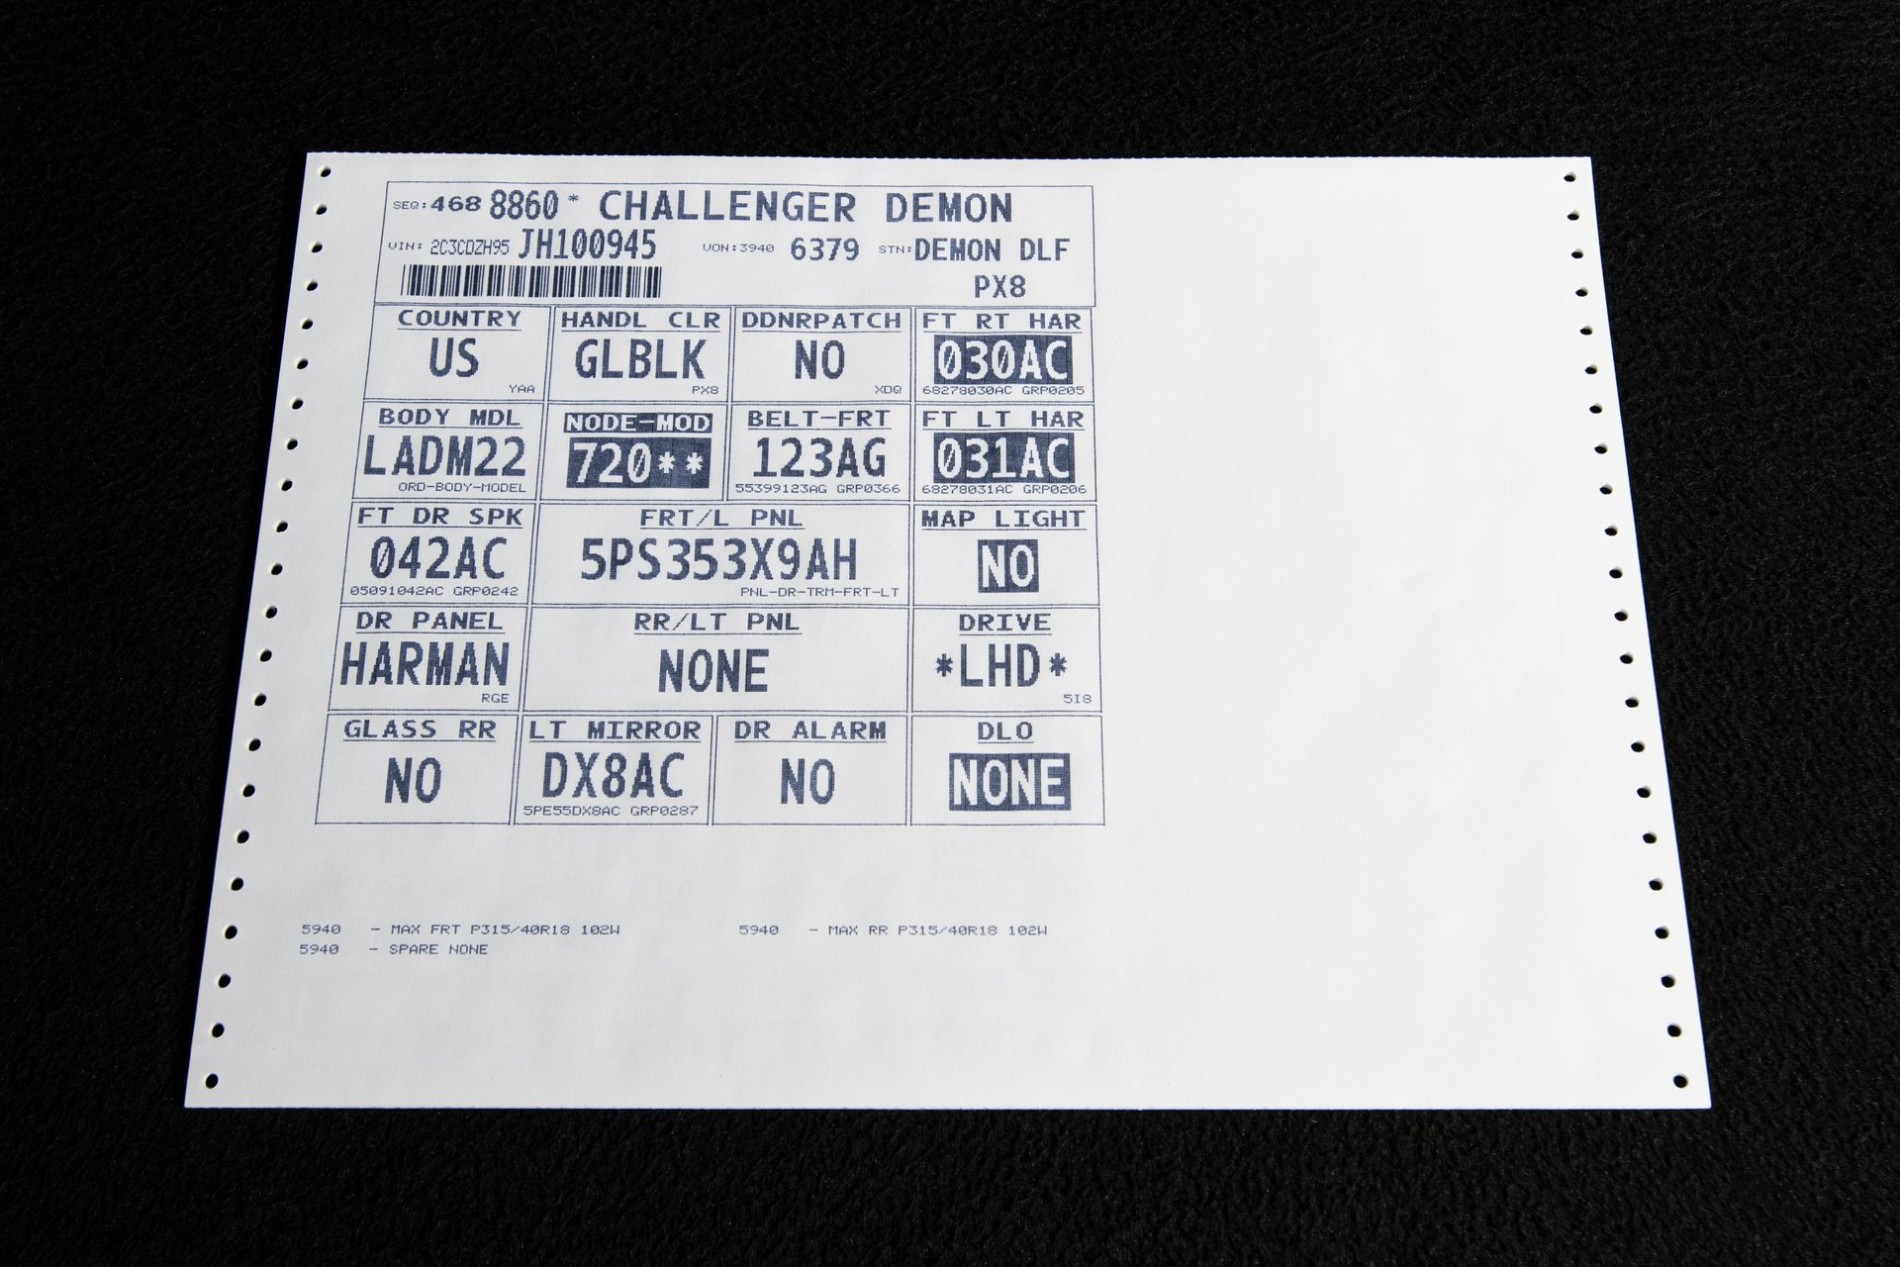 SEQ:468 8860* CHALLENGER DEMON
VIN: 2C3CDZH95 JH100945 VON:3940 6379 STN:DEMON DLF
PX8
COUNTRY HANDL CLR DDNRPATCH FT RT HAR
US GLBLK NO 030AC
YAA PX8 XDQ 68278030AC GRP0205
BODY MDL NODE-MOD BELT-FRT FT LT HAR
LADM22 720** 123AG 031AC
ORD-BODY-MODEL 55399123AG GRP0366 68278031AC GRP0206
FT DR SPK FRT/L PNL MAP LIGHT
042AC 5PS353X9AH NO
05091042AC GRP0242 PNL-DR-TRM-FRT-LT
DR PANEL RR/LT PNL DRIVE
HARMAN NONE *LHD*
RGE 5I8
GLASS RR LT MIRROR DR ALARM DLO
NO DX8AC NO NONE
5PE55DX8AC GRP0287
5940 - MAX FRT P315/40R18 102W 5940 - MAX RR P315/40R18 102W
5940 - SPARE NONE